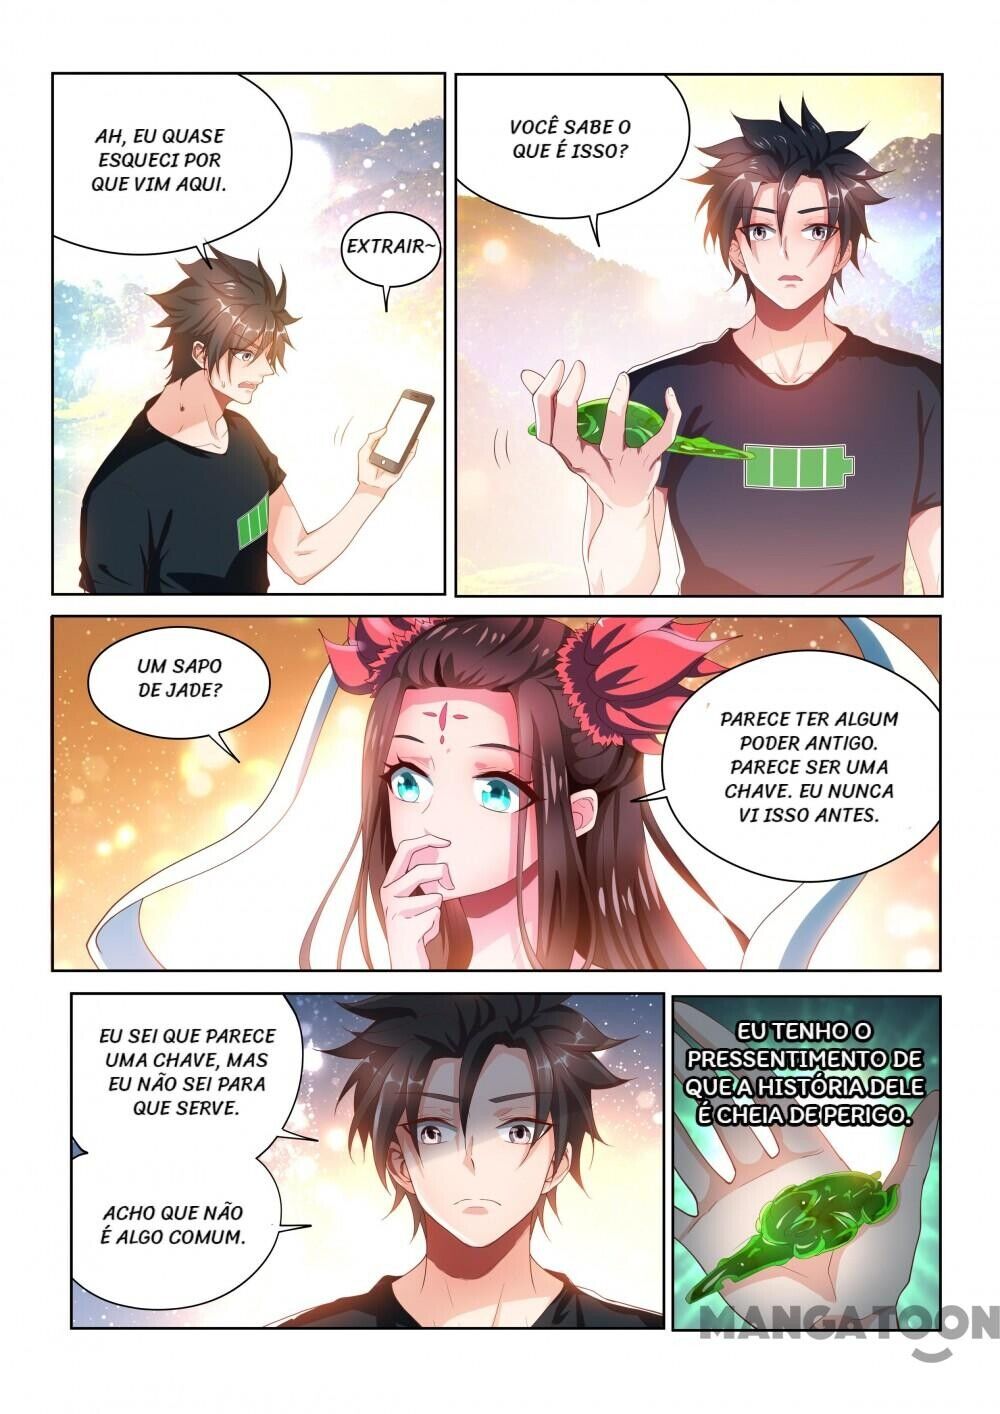 AH, EU QUASE
ESQUECI POR
QUE VIM AQUI.
EXTRAIR~
VOCÊ SABE O
QUE É ISSO?
UM SAPO
DE JADE?
PARECE TER ALGUM
PODER ANTIGO.
PARECE SER UMA
CHAVE. EU NUNCA
VI ISSO ANTES.
EU SEI QUE PARECE
UMA CHAVE, MAS
EU NÃO SEI PARA
QUE SERVE.
ACHO QUE NÃO
É ALGO COMUM.
EU TENHO O
PRESSENTIMENTO DE
QUE A HISTÓRIA DELE
É CHEIA DE PERIGO.
MANGATOON